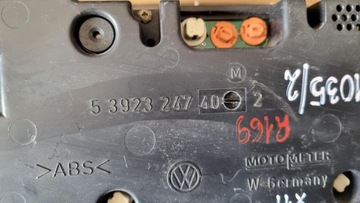 M
1035/2
5 3923 247 40 2
R169
>ABS<
MOTOMETER
W-Germany